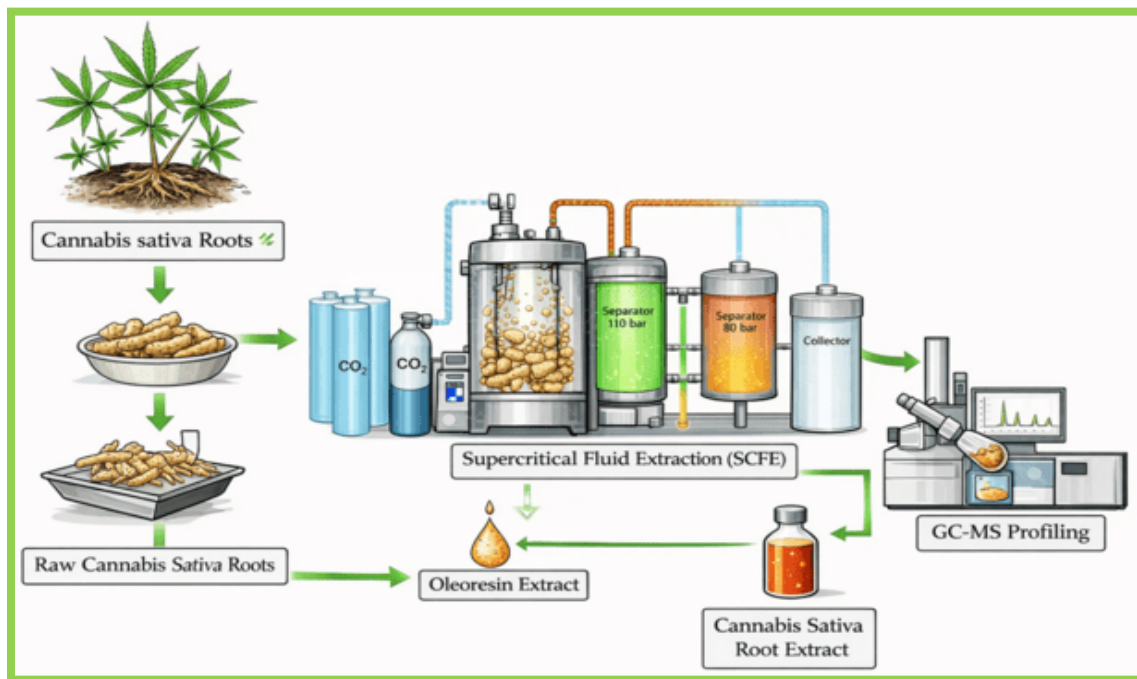 Cannabis sativa Roots
CO₂
CO₂
Separator
110 bar
Separator
80 bar
Collector
Supercritical Fluid Extraction (SCFE)
GC-MS Profiling
Raw Cannabis Sativa Roots
Oleoresin Extract
Cannabis Sativa
Root Extract